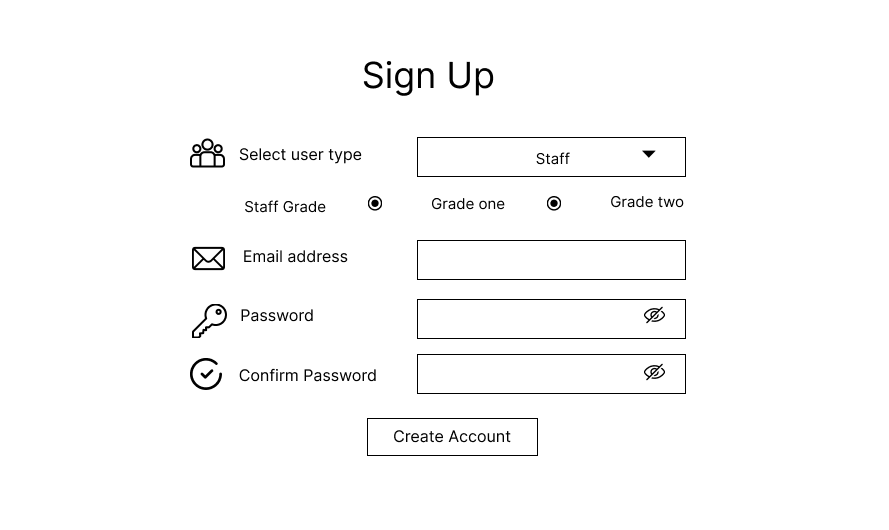 Sign Up
Select user type Staff
Staff Grade Grade one Grade two
Email address
Password
Confirm Password
Create Account